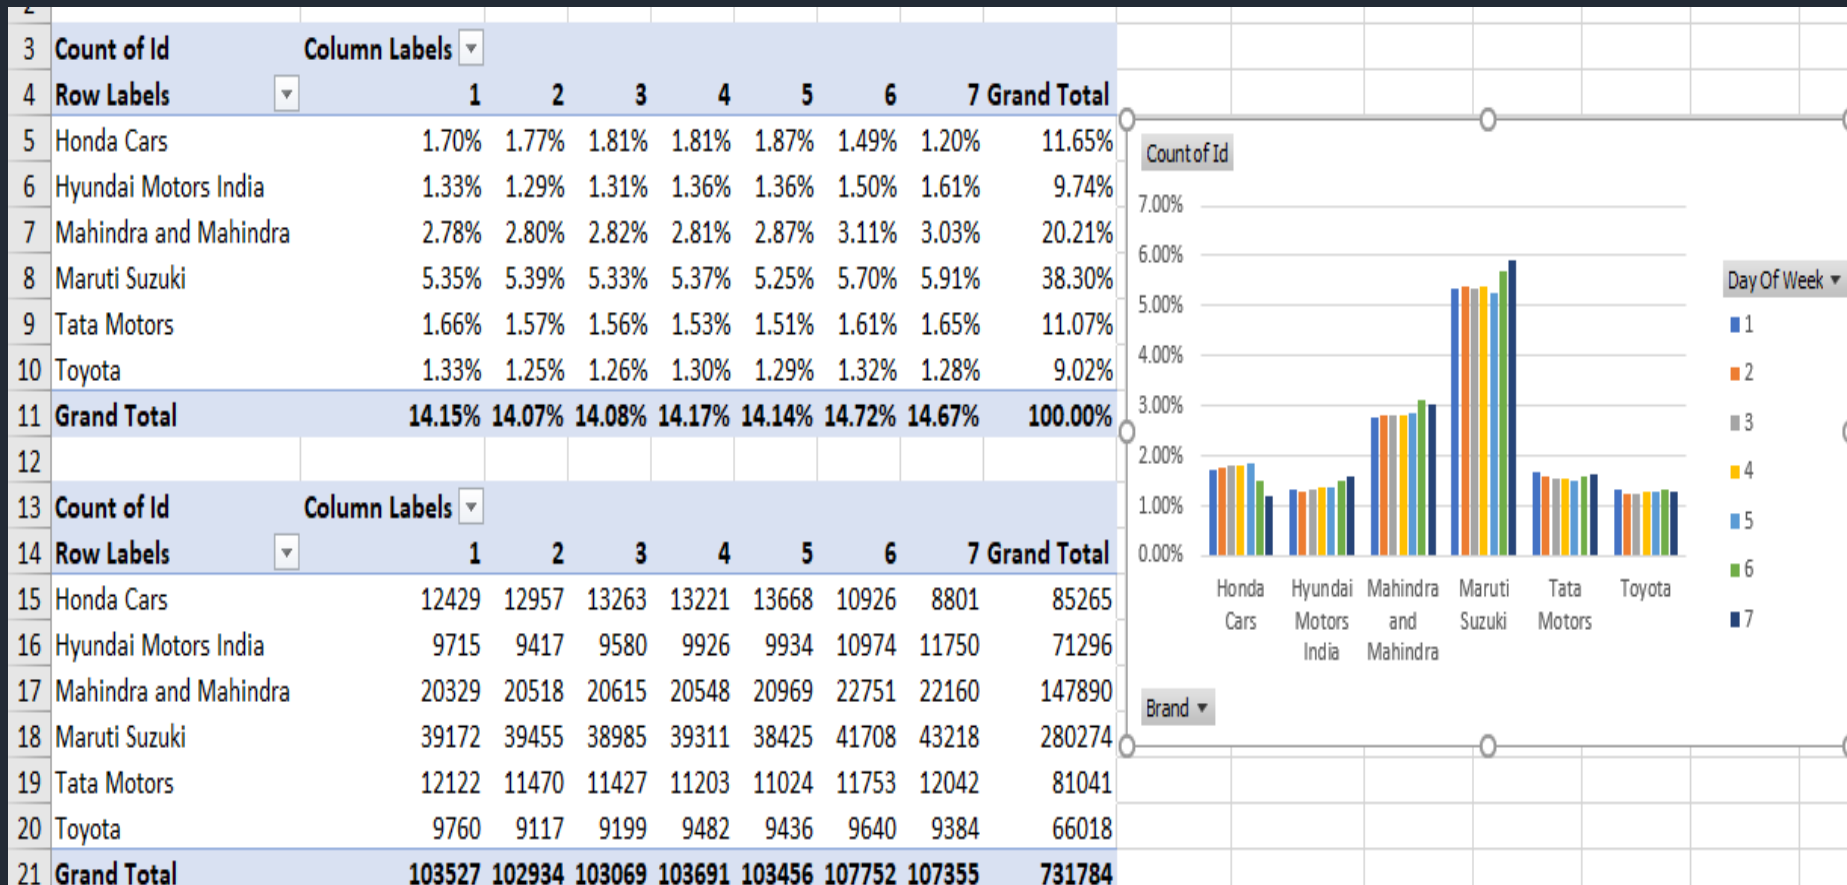 3 Count of Id Column Labels
4 Row Labels 1 2 3 4 5 6 7 Grand Total
5 Honda Cars 1.70% 1.77% 1.81% 1.81% 1.87% 1.49% 1.20% 11.65%
6 Hyundai Motors India 1.33% 1.29% 1.31% 1.36% 1.36% 1.50% 1.61% 9.74%
7 Mahindra and Mahindra 2.78% 2.80% 2.82% 2.81% 2.87% 3.11% 3.03% 20.21%
8 Maruti Suzuki 5.35% 5.39% 5.33% 5.37% 5.25% 5.70% 5.91% 38.30%
9 Tata Motors 1.66% 1.57% 1.56% 1.53% 1.51% 1.61% 1.65% 11.07%
10 Toyota 1.33% 1.25% 1.26% 1.30% 1.29% 1.32% 1.28% 9.02%
11 Grand Total 14.15% 14.07% 14.08% 14.17% 14.14% 14.72% 14.67% 100.00%
12
13 Count of Id Column Labels
14 Row Labels 1 2 3 4 5 6 7 Grand Total
15 Honda Cars 12429 12957 13263 13221 13668 10926 8801 85265
16 Hyundai Motors India 9715 9417 9580 9926 9934 10974 11750 71296
17 Mahindra and Mahindra 20329 20518 20615 20548 20969 22751 22160 147890
18 Maruti Suzuki 39172 39455 38985 39311 38425 41708 43218 280274
19 Tata Motors 12122 11470 11427 11203 11024 11753 12042 81041
20 Toyota 9760 9117 9199 9482 9436 9640 9384 66018
21 Grand Total 103527 102934 103069 103691 103456 107752 107355 731784
Count of Id
7.00%
6.00%
5.00%
4.00%
3.00%
2.00%
1.00%
0.00%
Honda Cars
Hyundai Motors India
Mahindra and Mahindra
Maruti Suzuki
Tata Motors
Toyota
Day Of Week
1
2
3
4
5
6
7
Brand